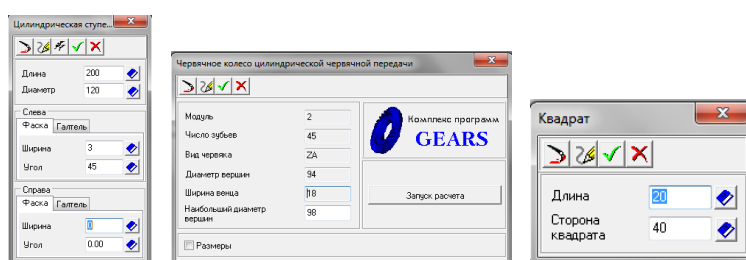 Цилиндрическая ступе...
Длина 200
Диаметр 120
Слева
Фаска Галтель
Ширина 3
Угол 45
Справа
Фаска Галтель
Ширина 0
Угол 0.00
Червячное колесо цилиндрической червячной передачи
Модуль 2
Число зубьев 45
Вид червяка ZA
Диаметр вершин 94
Ширина венца 18
Наибольший диаметр вершин 98
Размеры
Комплекс программ
GEARS
Запуск расчета
Квадрат
Длина 20
Сторона
квадрата 40